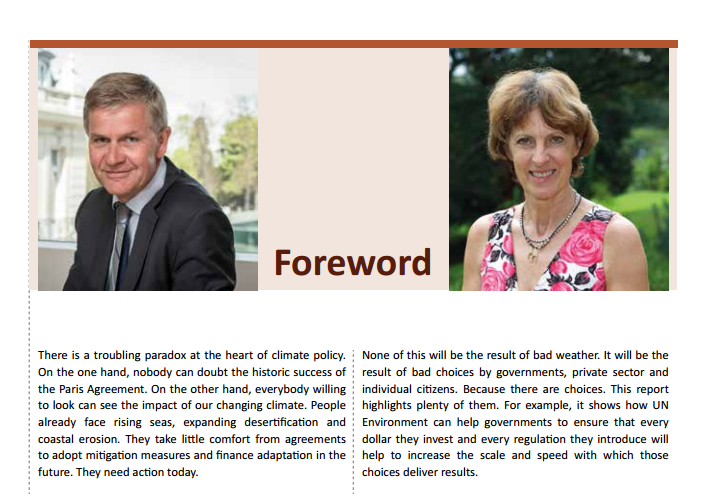 Foreword
There is a troubling paradox at the heart of climate policy.
On the one hand, nobody can doubt the historic success of
the Paris Agreement. On the other hand, everybody willing
to look can see the impact of our changing climate. People
already face rising seas, expanding desertification and
coastal erosion. They take little comfort from agreements
to adopt mitigation measures and finance adaptation in the
future. They need action today.
None of this will be the result of bad weather. It will be the
result of bad choices by governments, private sector and
individual citizens. Because there are choices. This report
highlights plenty of them. For example, it shows how UN
Environment can help governments to ensure that every
dollar they invest and every regulation they introduce will
help to increase the scale and speed with which those
choices deliver results.